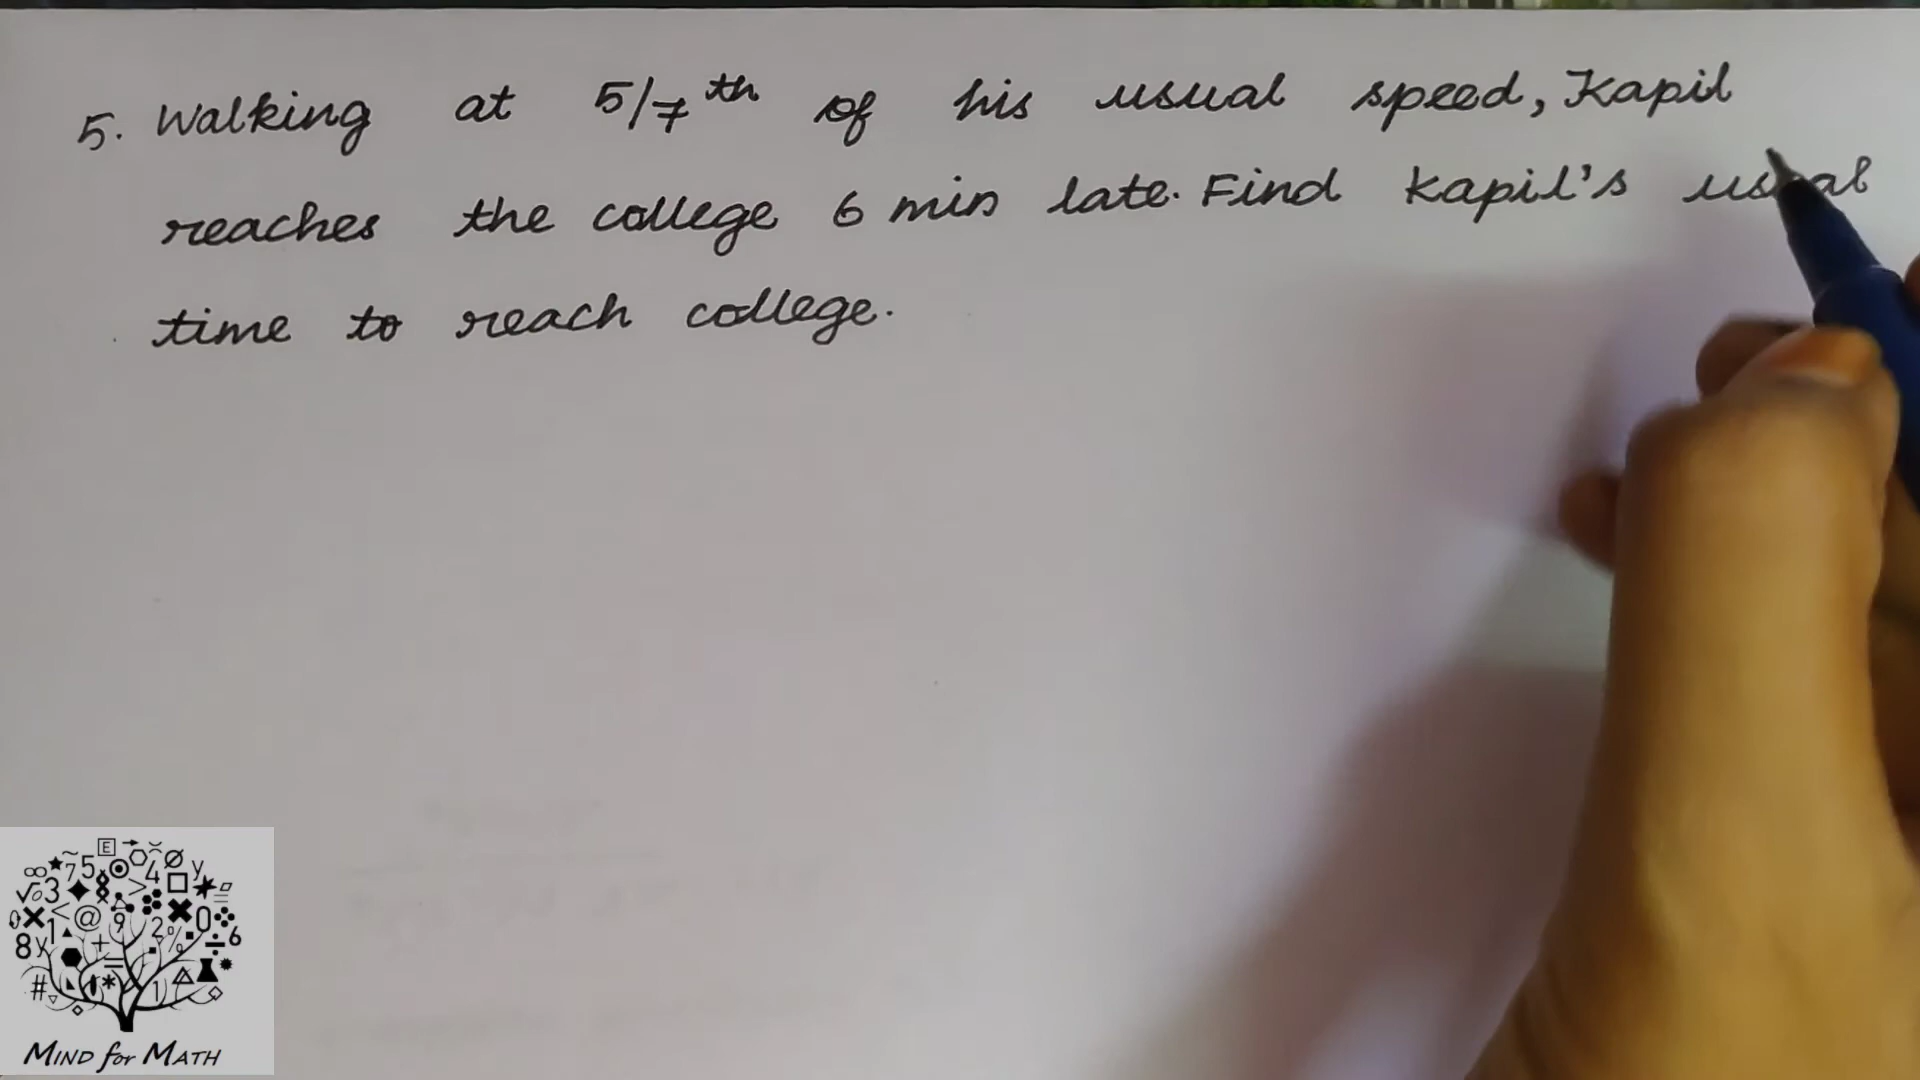 5. Walking at 5/7th of his usual speed, Kapil
reaches the college 6 min late. Find Kapil's usual
time to reach college.
MIND for MATH